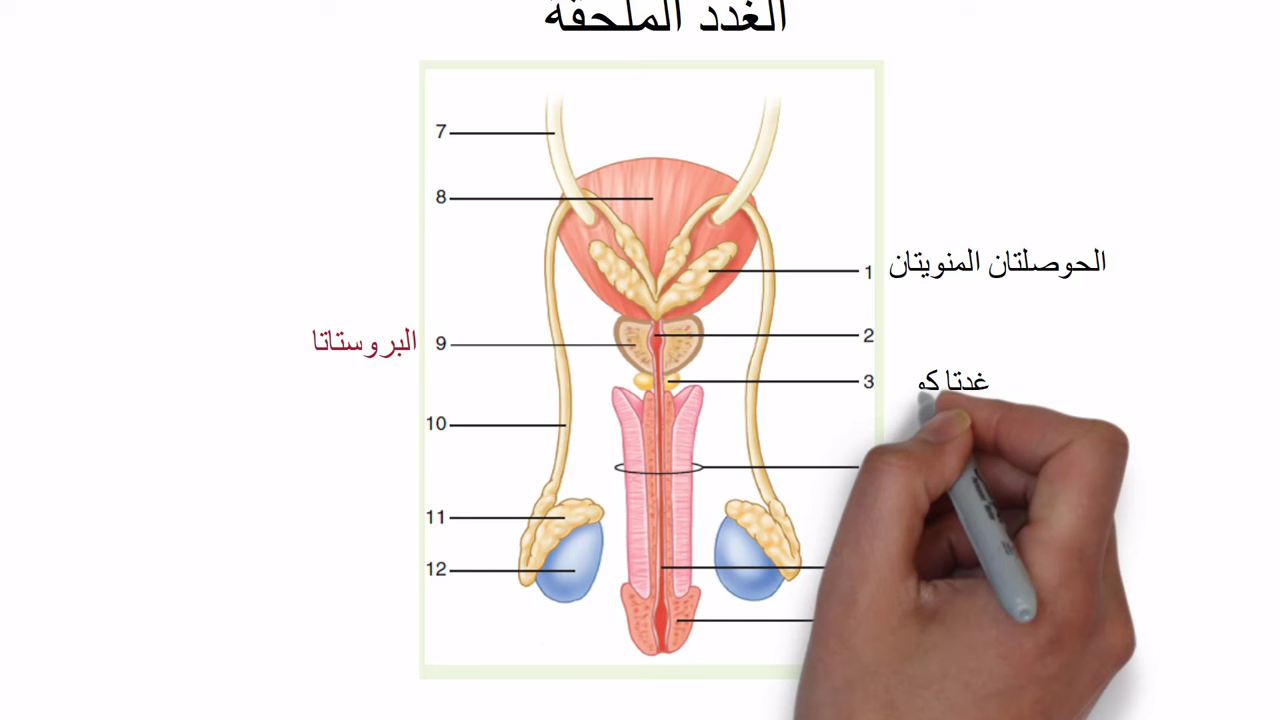 الغدد الملحقة
7
8
1 الحوصلتان المنويتان
2
البروستاتا 9
3 غدتا كو
10
11
12